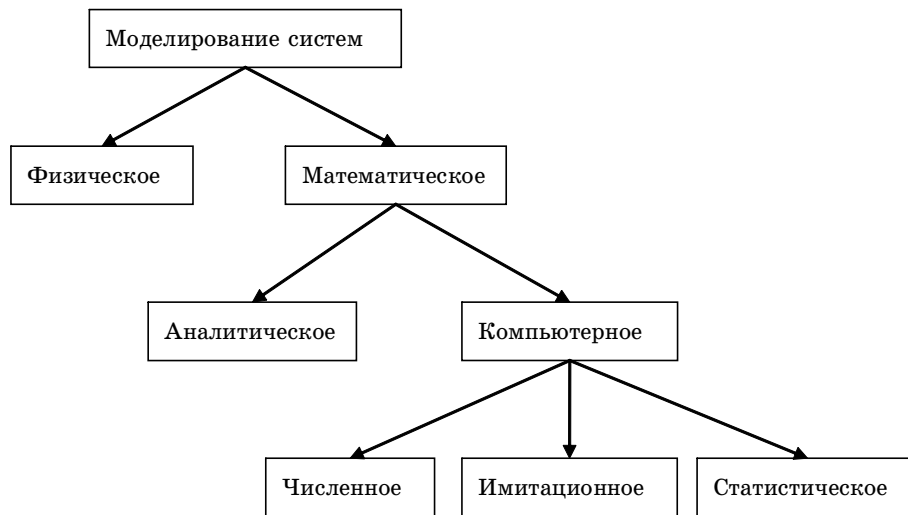 Моделирование систем
Физическое
Математическое
Аналитическое
Компьютерное
Численное
Имитационное
Статистическое